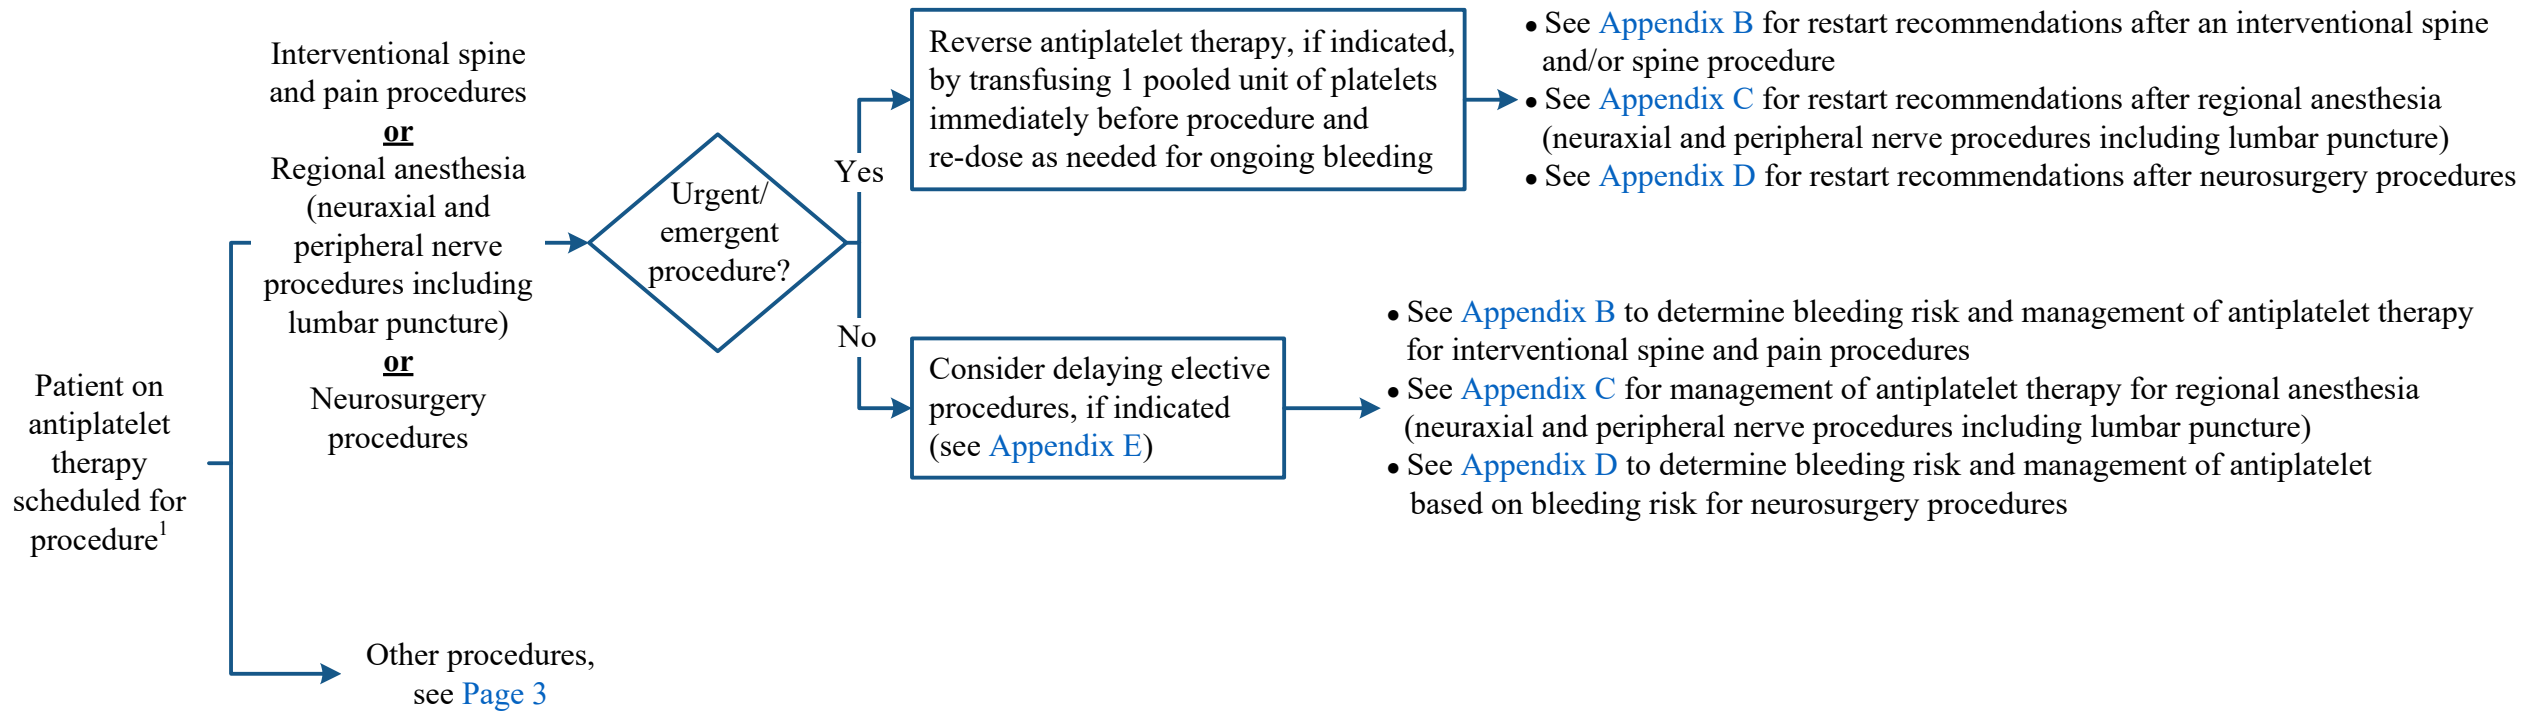 Patient on
antiplatelet
therapy
scheduled for
procedure1
Interventional spine
and pain procedures
or
Regional anesthesia
(neuraxial and
peripheral nerve
procedures including
lumbar puncture)
or
Neurosurgery
procedures
Urgent/
emergent
procedure?
Yes
Reverse antiplatelet therapy, if indicated,
by transfusing 1 pooled unit of platelets
immediately before procedure and
re-dose as needed for ongoing bleeding
• See Appendix B for restart recommendations after an interventional spine
and/or spine procedure
• See Appendix C for restart recommendations after regional anesthesia
(neuraxial and peripheral nerve procedures including lumbar puncture)
• See Appendix D for restart recommendations after neurosurgery procedures
No
Consider delaying elective
procedures, if indicated
(see Appendix E)
• See Appendix B to determine bleeding risk and management of antiplatelet therapy
for interventional spine and pain procedures
• See Appendix C for management of antiplatelet therapy for regional anesthesia
(neuraxial and peripheral nerve procedures including lumbar puncture)
• See Appendix D to determine bleeding risk and management of antiplatelet
based on bleeding risk for neurosurgery procedures
Other procedures,
see Page 3